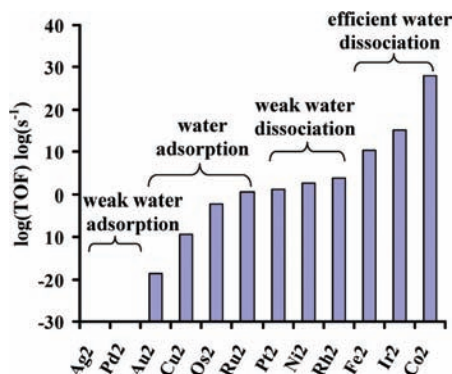 efficient water
dissociation
weak water
dissociation
water
adsorption
weak water
adsorption
log(TOF) log(s⁻¹)
40
30
20
10
0
10
-20
-30
Ag2
Pd2
Au2
Cu2
Os2
Ru2
Pt2
Ni2
Rh2
Fe2
Ir2
Co2